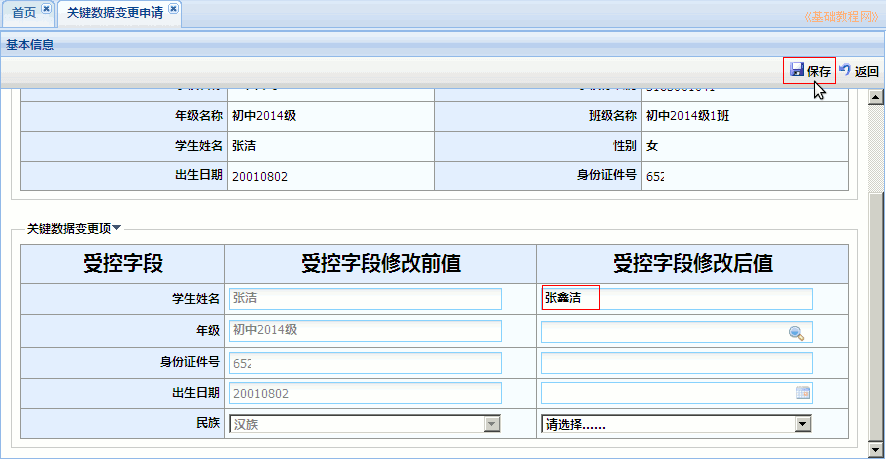 首页 关键数据变更申请 《基础教程网》
基本信息
保存 返回
年级名称 初中2014级 班级名称 初中2014级1班
学生姓名 张洁 性别 女
出生日期 20010802 身份证件号 652
关键数据变更项
受控字段 受控字段修改前值 受控字段修改后值
学生姓名 张洁 张鑫洁
年级 初中2014级
身份证件号 652
出生日期 20010802
民族 汉族 请选择......